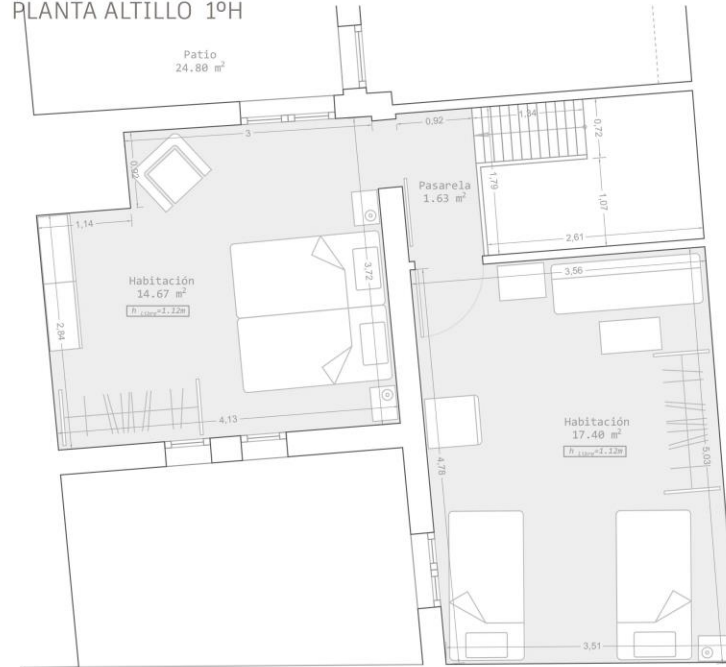 PLANTA ALTILLO 1ºH
Patio
24.80 m²
3
0,92
1,54
0,72
0,92
Pasarela
1.63 m²
1,79
1,07
1,14
2,61
3,56
3,72
Habitación
14.67 m²
h libre=1.12m
2,84
4,13
Habitación
17.40 m²
h libre=1.12m
4,78
5,03
3,51